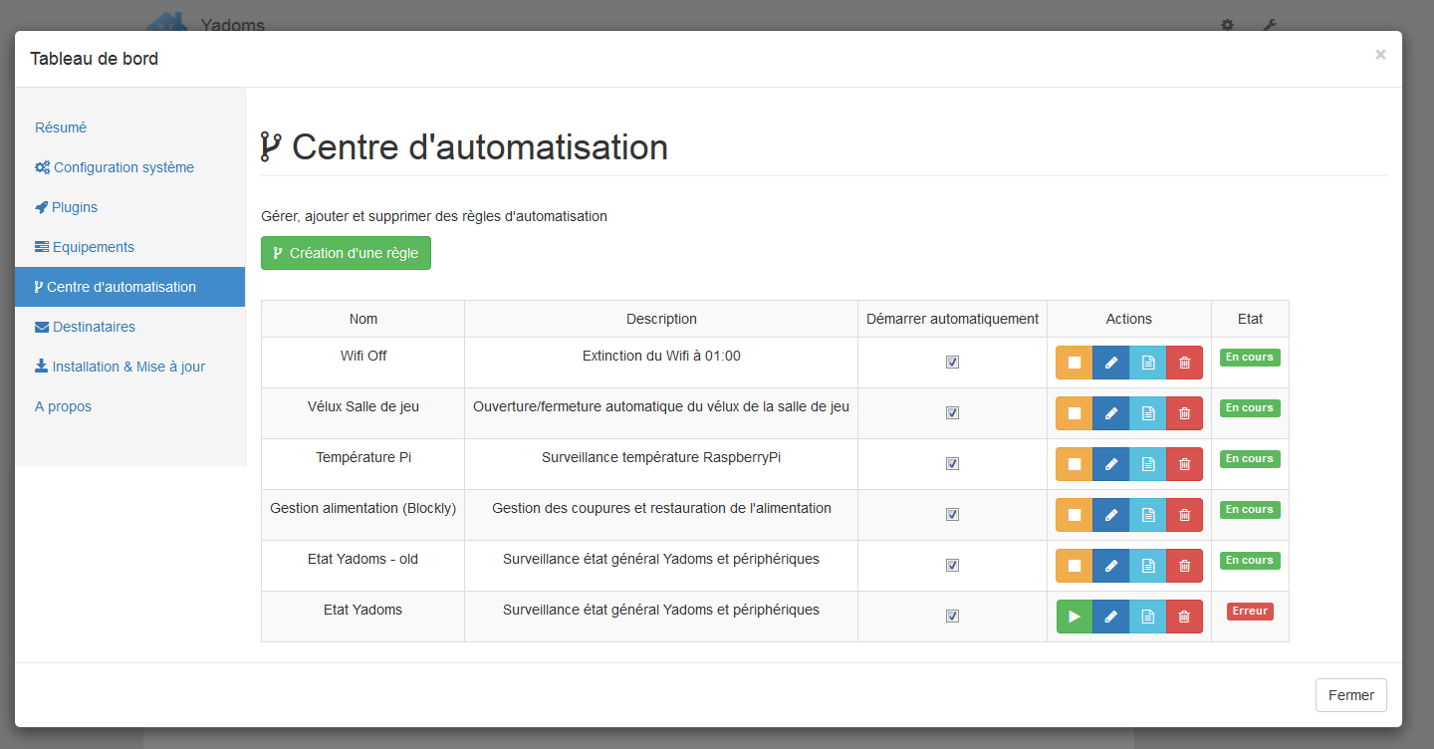 Yadoms
Tableau de bord
×
Résumé
Configuration système
Plugins
Equipements
Centre d'automatisation
Destinataires
Installation & Mise à jour
A propos
Centre d'automatisation
Gérer, ajouter et supprimer des règles d'automatisation
Création d'une règle
Nom Description Démarrer automatiquement Actions Etat
Wifi Off Extinction du Wifi à 01:00 En cours
Vélux Salle de jeu Ouverture/fermeture automatique du vélux de la salle de jeu En cours
Température Pi Surveillance température RaspberryPi En cours
Gestion alimentation (Blockly) Gestion des coupures et restauration de l'alimentation En cours
Etat Yadoms - old Surveillance état général Yadoms et périphériques En cours
Etat Yadoms Surveillance état général Yadoms et périphériques Erreur
Fermer